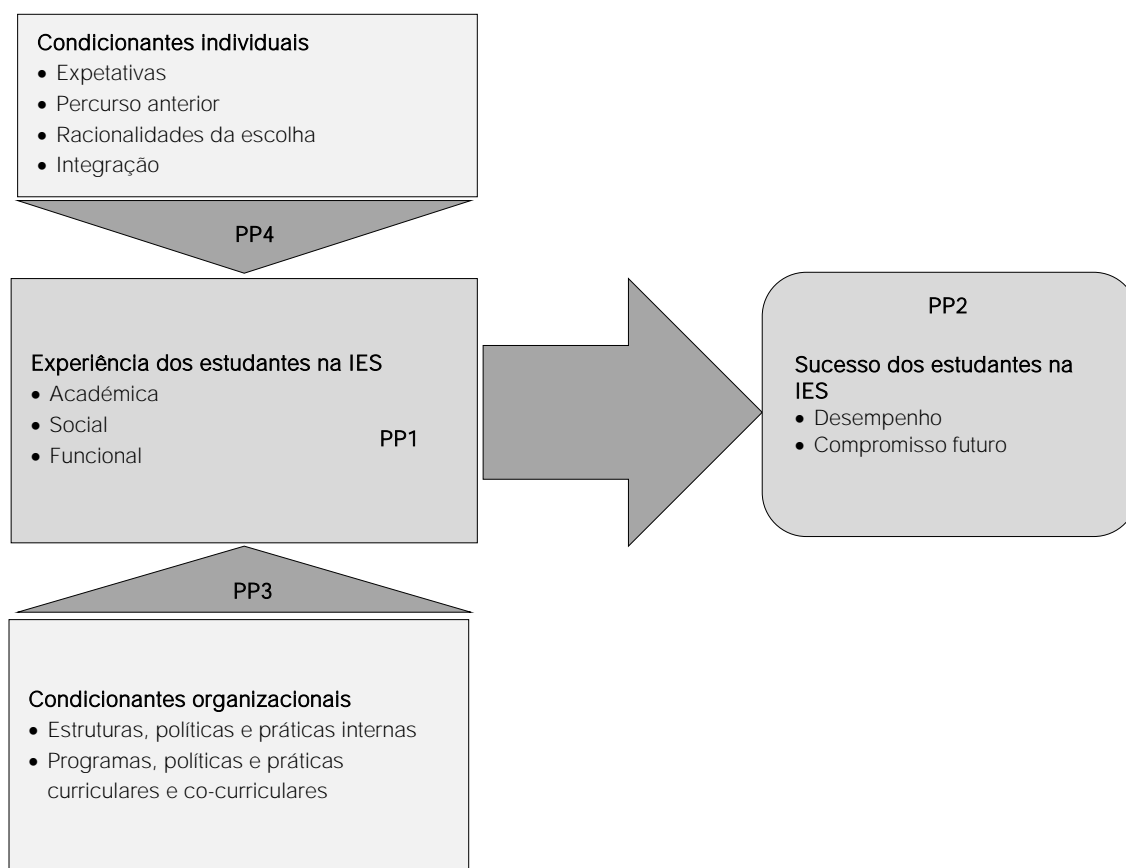 Condicionantes individuais
• Expetativas
• Percurso anterior
• Racionalidades da escolha
• Integração
PP4
Experiência dos estudantes na IES
• Académica
• Social
• Funcional
PP1
PP2
Sucesso dos estudantes na
IES
• Desempenho
• Compromisso futuro
PP3
Condicionantes organizacionais
• Estruturas, políticas e práticas internas
• Programas, políticas e práticas
curriculares e co-curriculares